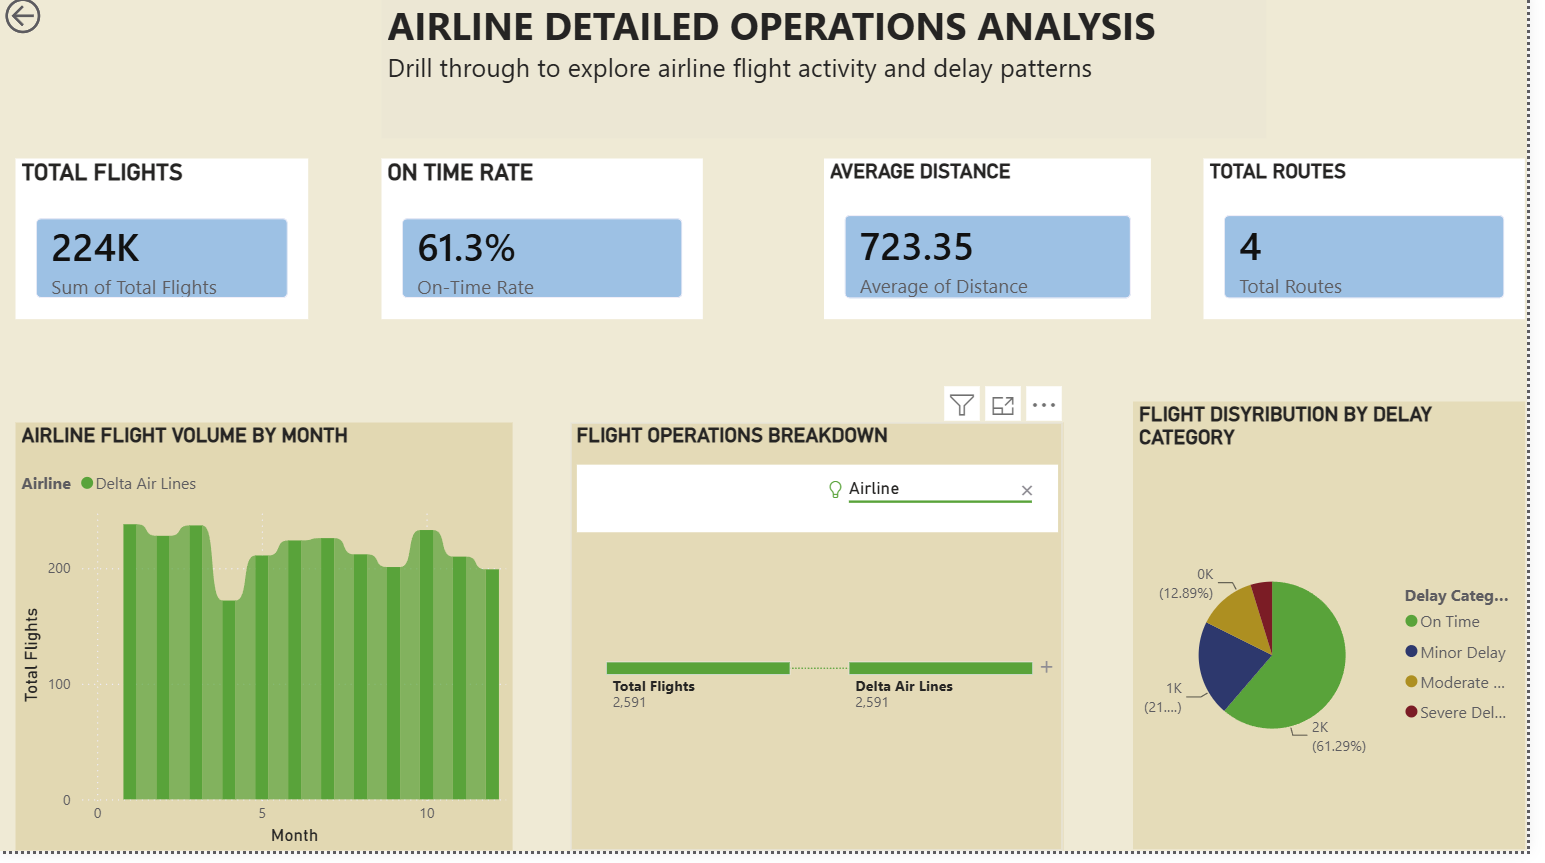 AIRLINE DETAILED OPERATIONS ANALYSIS
Drill through to explore airline flight activity and delay patterns
TOTAL FLIGHTS
224K
Sum of Total Flights
ON TIME RATE
61.3%
On-Time Rate
AVERAGE DISTANCE
723.35
Average of Distance
TOTAL ROUTES
4
Total Routes
AIRLINE FLIGHT VOLUME BY MONTH
Airline Delta Air Lines
Total Flights
200
100
0
0 5 10
Month
FLIGHT OPERATIONS BREAKDOWN
Airline
Total Flights
2,591
Delta Air Lines
2,591
FLIGHT DISYRIBUTION BY DELAY
CATEGORY
0K
(12.89%)
1K
(21....)
2K
(61.29%)
Delay Categ...
On Time
Minor Delay
Moderate ...
Severe Del...